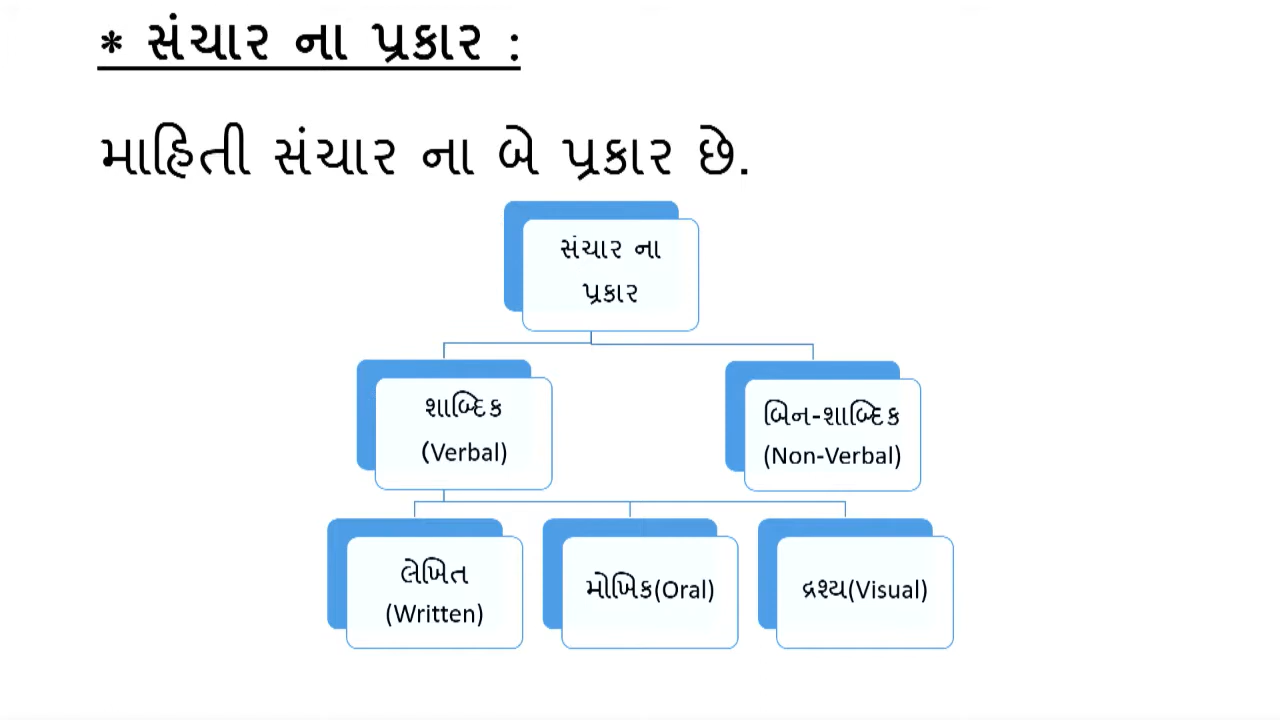 * સંચાર ના પ્રકાર :
માહિતી સંચાર ના બે પ્રકાર છે.
સંચાર ના
પ્રકાર
શાબ્દિક
(Verbal)
બિન-શાબ્દિક
(Non-Verbal)
લેખિત
(Written)
મોખિક(Oral)
દ્રશ્ય(Visual)